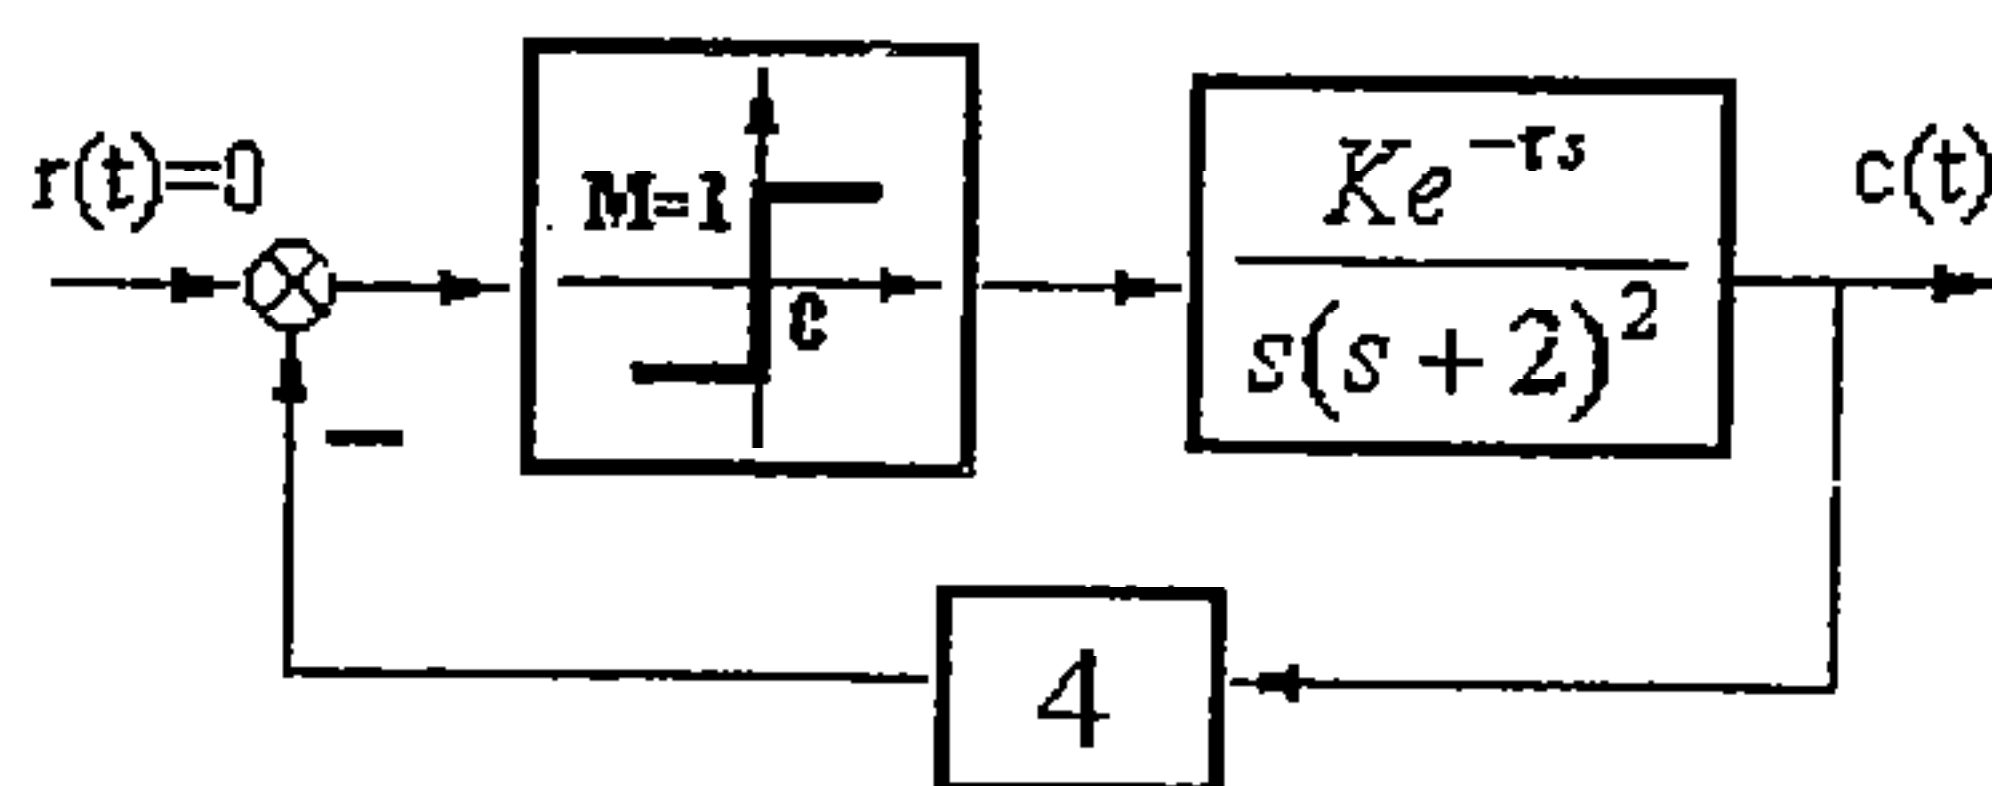 r(t)=0
M=1
e
Ke^{-τs}
s(s+2)^2
c(t)
4
−